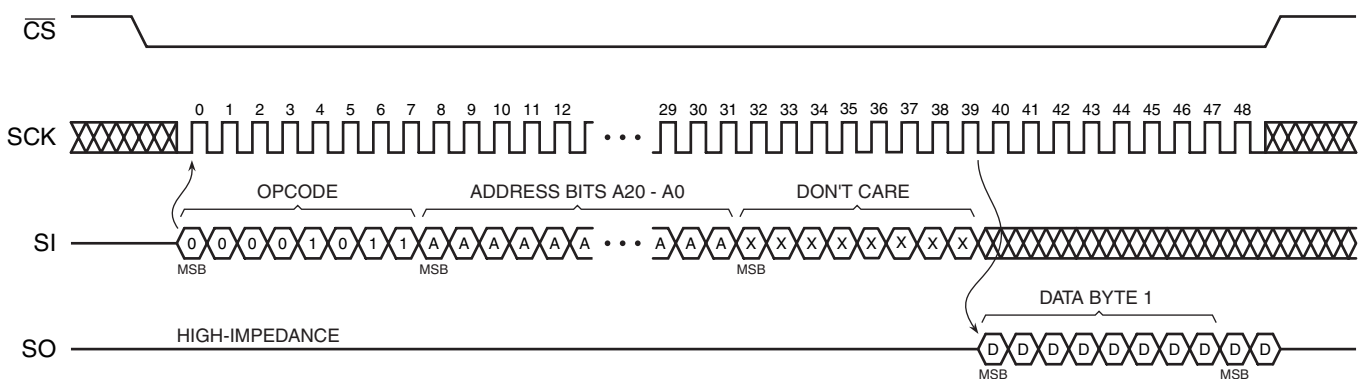 CS
0 1 2 3 4 5 6 7 8 9 10 11 12 29 30 31 32 33 34 35 36 37 38 39 40 41 42 43 44 45 46 47 48
SCK • • •
OPCODE ADDRESS BITS A20 - A0 DON'T CARE
SI 0 0 0 0 1 0 1 1 A A A A A A • • • A A A X X X X X X X X
MSB MSB MSB
DATA BYTE 1
HIGH-IMPEDANCE
SO D D D D D D D D D D
MSB MSB